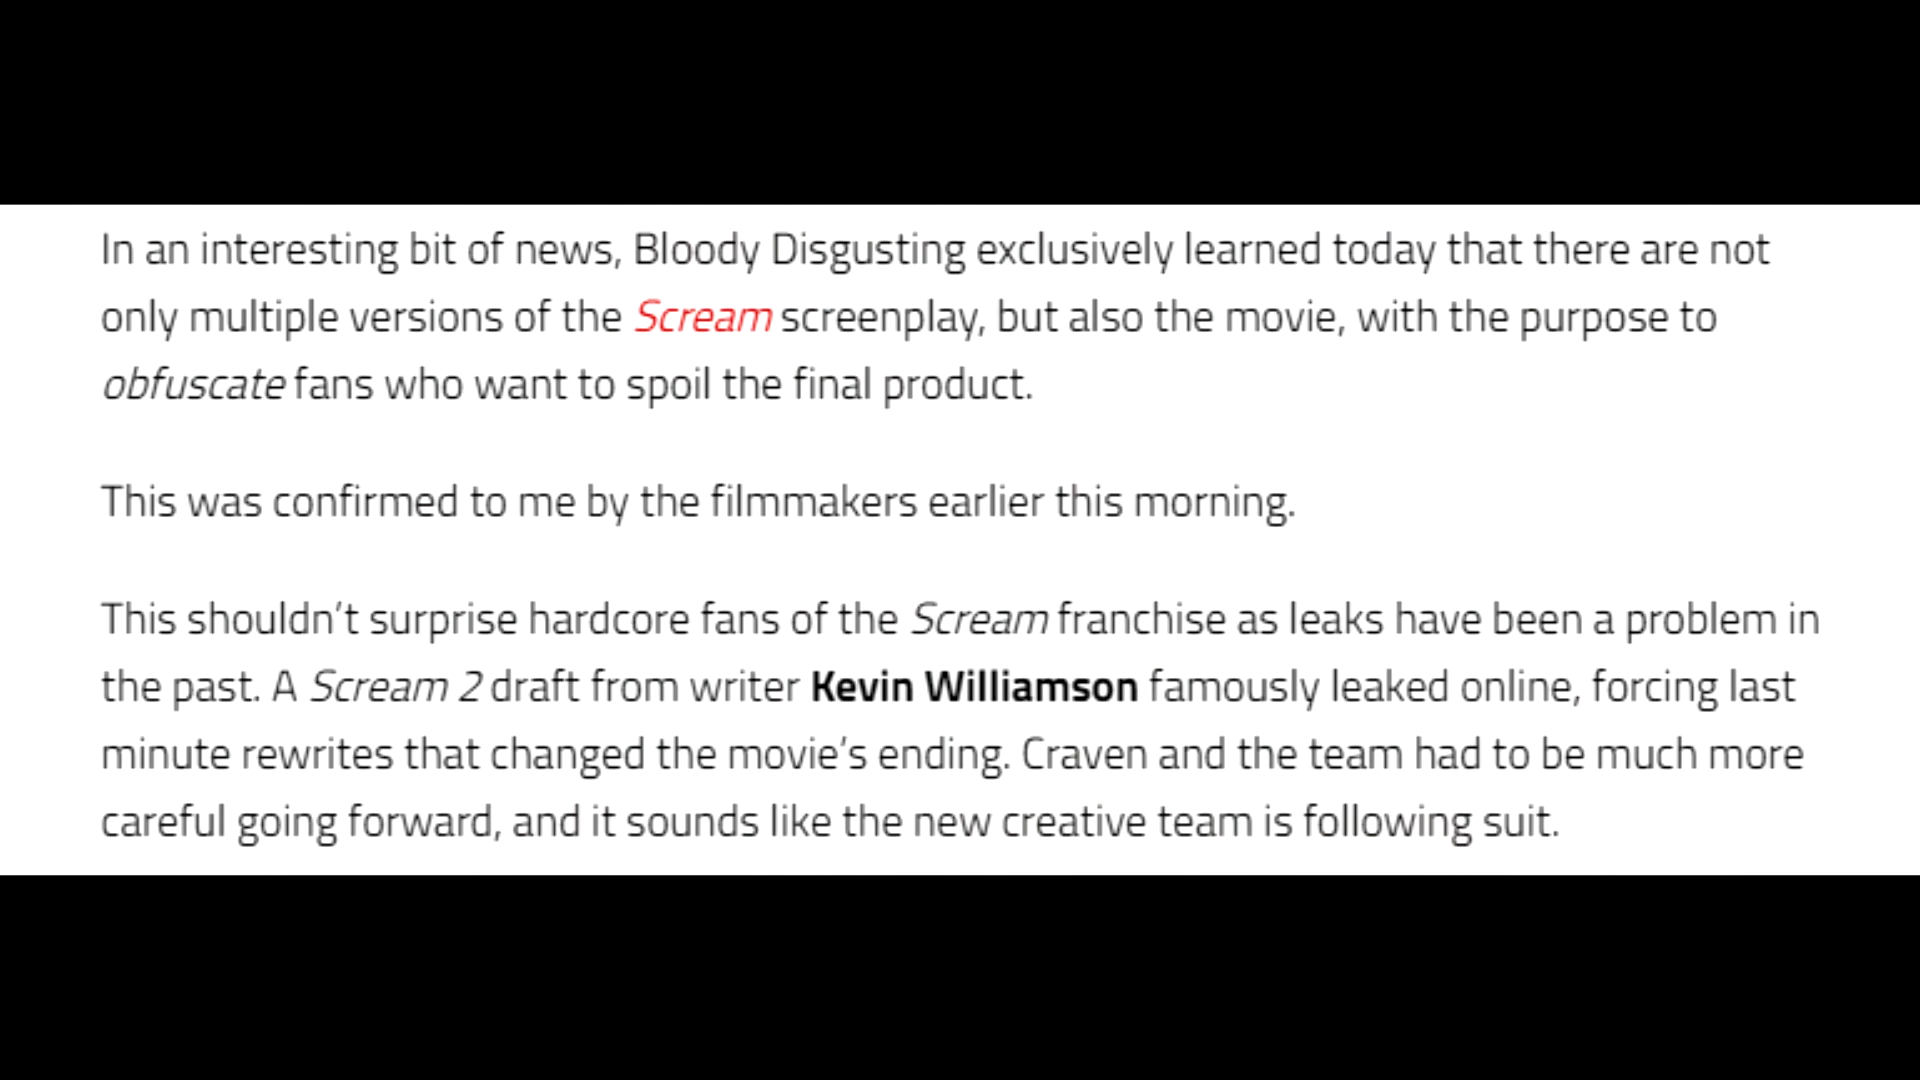 In an interesting bit of news, Bloody Disgusting exclusively learned today that there are not
only multiple versions of the Scream screenplay, but also the movie, with the purpose to
obfuscate fans who want to spoil the final product.
This was confirmed to me by the filmmakers earlier this morning.
This shouldn’t surprise hardcore fans of the Scream franchise as leaks have been a problem in
the past. A Scream 2 draft from writer Kevin Williamson famously leaked online, forcing last
minute rewrites that changed the movie’s ending. Craven and the team had to be much more
careful going forward, and it sounds like the new creative team is following suit.